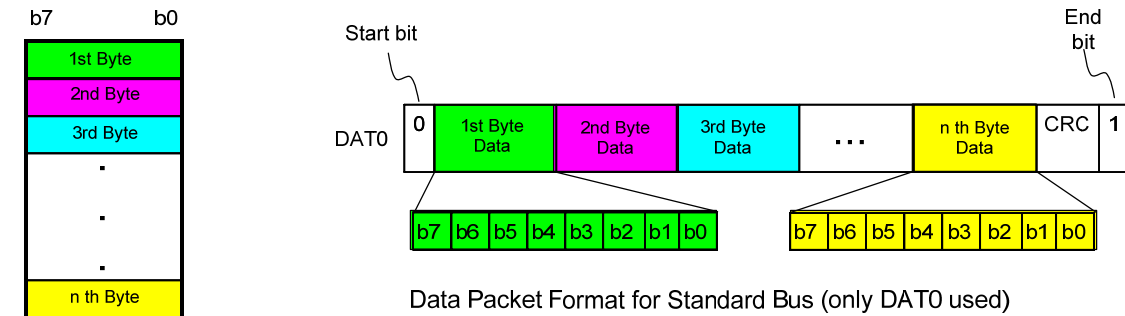 b7 b0
1st Byte
2nd Byte
3rd Byte
.
.
.
n th Byte
Start bit
End
bit
DAT0
0
1st Byte
Data
2nd Byte
Data
3rd Byte
Data
...
n th Byte
Data
CRC
1
b7 b6 b5 b4 b3 b2 b1 b0
b7 b6 b5 b4 b3 b2 b1 b0
Data Packet Format for Standard Bus (only DAT0 used)